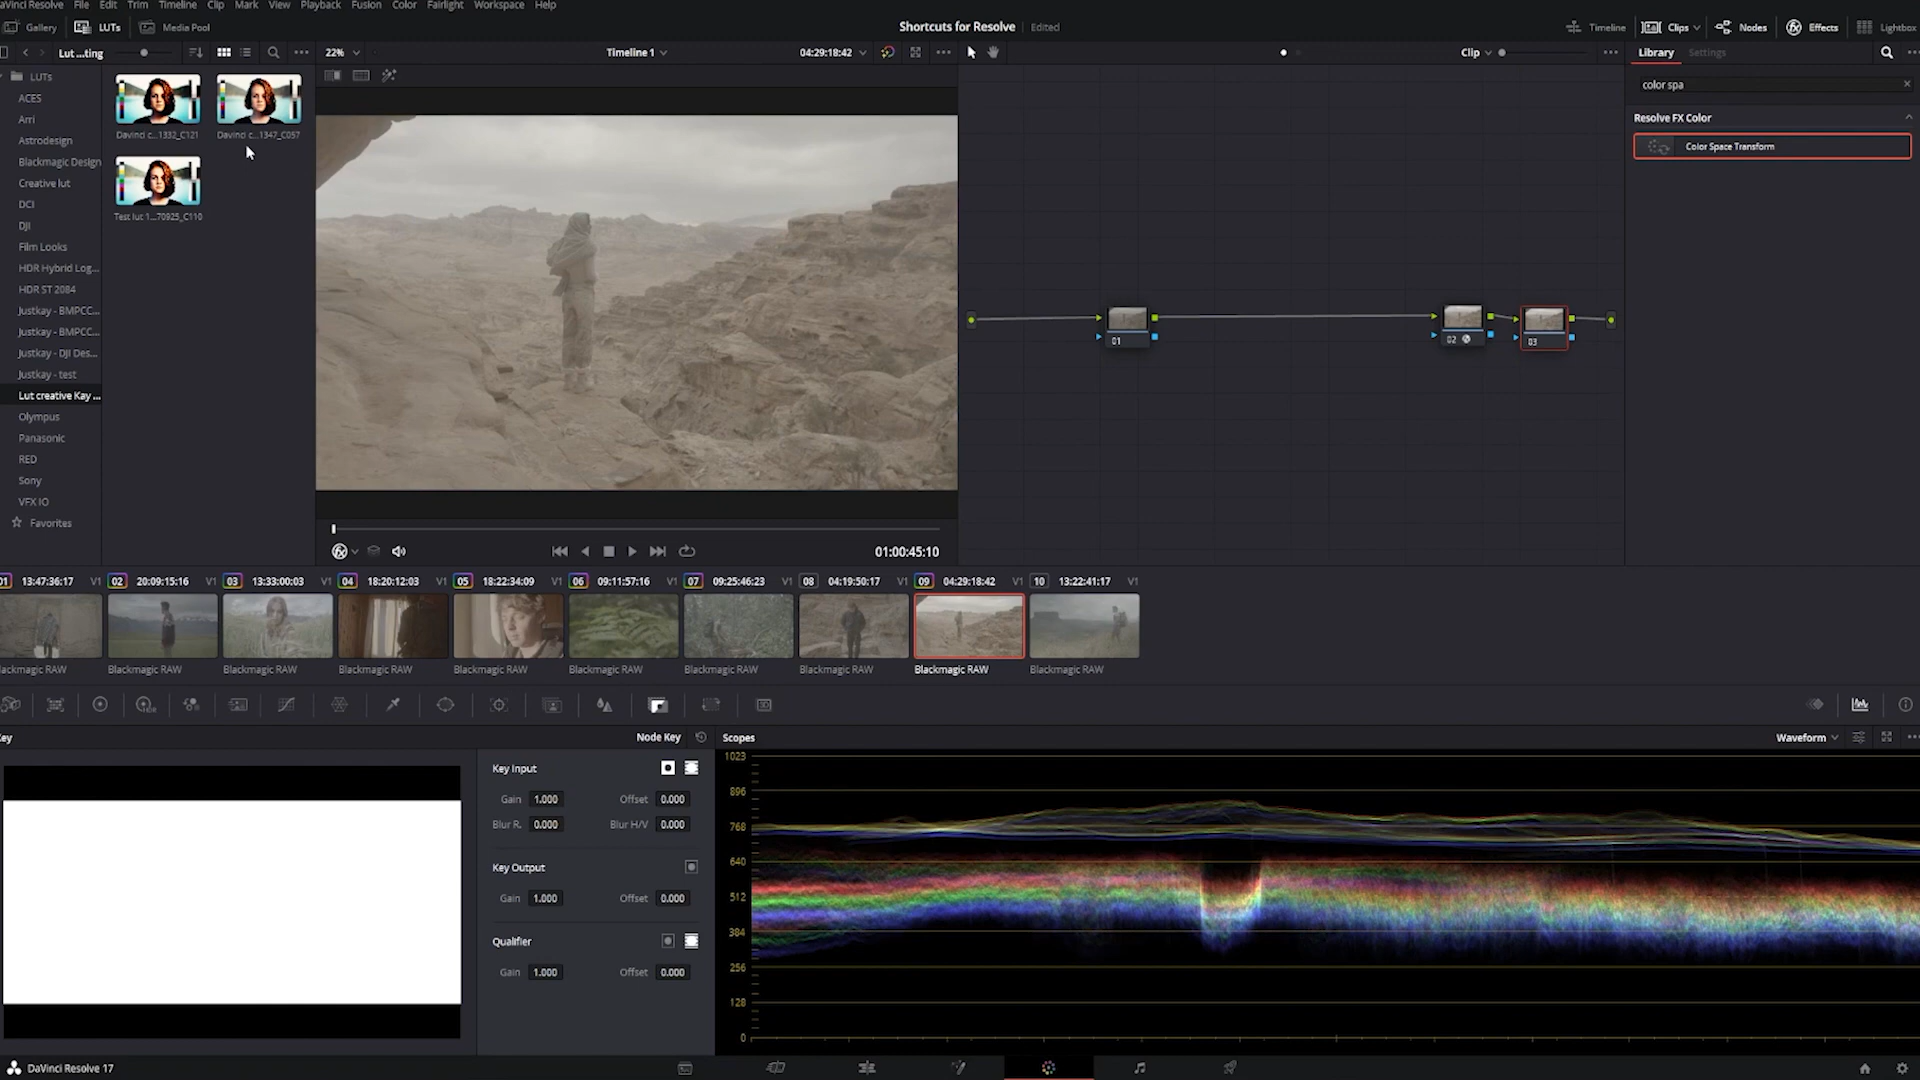 aVinci Resolve File Edit Trim Timeline Clip Mark View Playback Fusion Color Fairlight Workspace Help
Gallery LUTs Media Pool Shortcuts for Resolve Edited Timeline Clips Nodes Effects Lightbox
Lut ...ting 22% Timeline 1 04:29:18:42 Clip Library Settings
LUTs
ACES
Arri
Astrodesign
Blackmagic Design
Creative lut
DCI
DJI
Film Looks
HDR Hybrid Log...
HDR ST 2084
Justkay - BMPCC...
Justkay - BMPCC...
Justkay - DJI Des...
Justkay - test
Lut creative Kay ...
Olympus
Panasonic
RED
Sony
VFX IO
Favorites
Davinci c...1332_C121
Davinci c...1347_C057
Test lut 1...70925_C110
01:00:45:10
01
02
03
color spa
Resolve FX Color
Color Space Transform
01 13:47:36:17 V1 02 20:09:15:16 V1 03 13:33:00:03 V1 04 18:20:12:03 V1 05 18:22:34:09 V1 06 09:11:57:16 V1 07 09:25:46:23 V1 08 04:19:50:17 V1 09 04:29:18:42 V1 10 13:22:41:17 V1
lackmagic RAW Blackmagic RAW Blackmagic RAW Blackmagic RAW Blackmagic RAW Blackmagic RAW Blackmagic RAW Blackmagic RAW Blackmagic RAW Blackmagic RAW
ey Node Key
Key Input
Gain 1.000 Offset 0.000
Blur R. 0.000 Blur H/V 0.000
Key Output
Gain 1.000 Offset 0.000
Qualifier
Gain 1.000 Offset 0.000
Scopes Waveform
1023
896
768
640
512
384
256
128
0
DaVinci Resolve 17